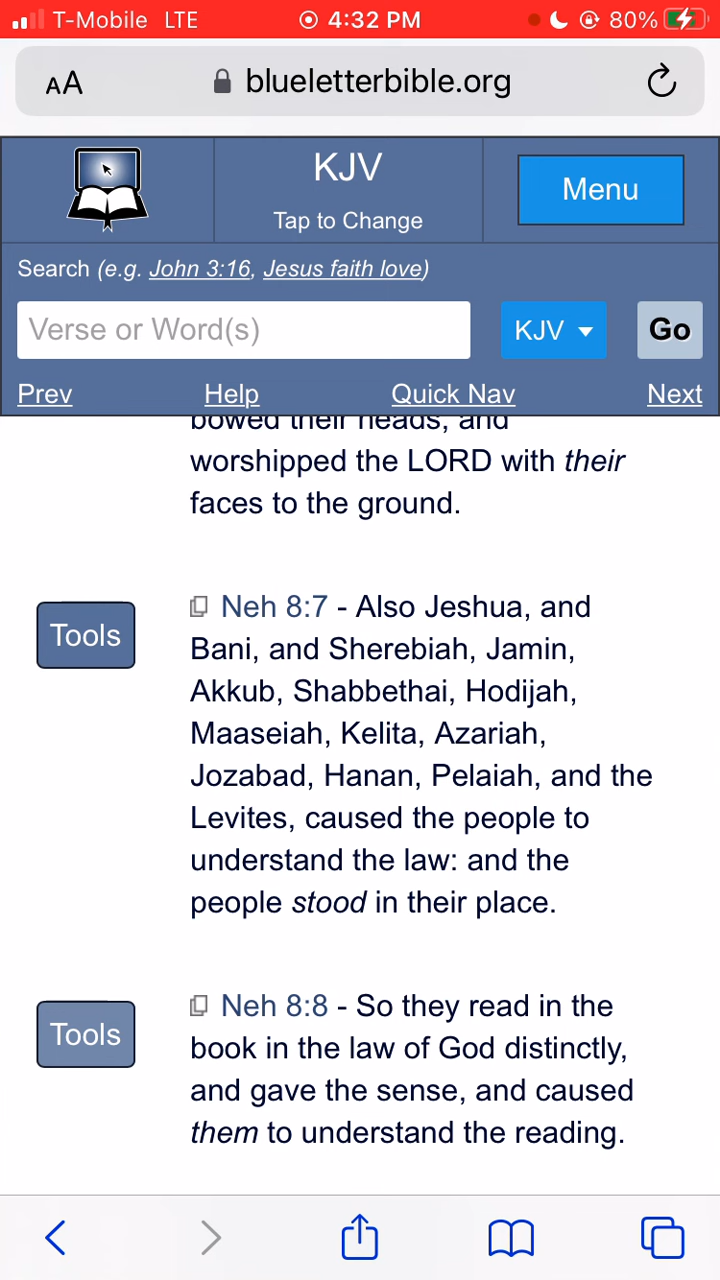 T-Mobile LTE 4:32 PM 80%
AA blueletterbible.org
KJV
Tap to Change
Menu
Search (e.g. John 3:16, Jesus faith love)
Verse or Word(s) KJV Go
Prev Help Quick Nav Next
bowed their heads, and
worshipped the LORD with their
faces to the ground.
Tools
Neh 8:7 - Also Jeshua, and
Bani, and Sherebiah, Jamin,
Akkub, Shabbethai, Hodijah,
Maaseiah, Kelita, Azariah,
Jozabad, Hanan, Pelaiah, and the
Levites, caused the people to
understand the law: and the
people stood in their place.
Tools
Neh 8:8 - So they read in the
book in the law of God distinctly,
and gave the sense, and caused
them to understand the reading.